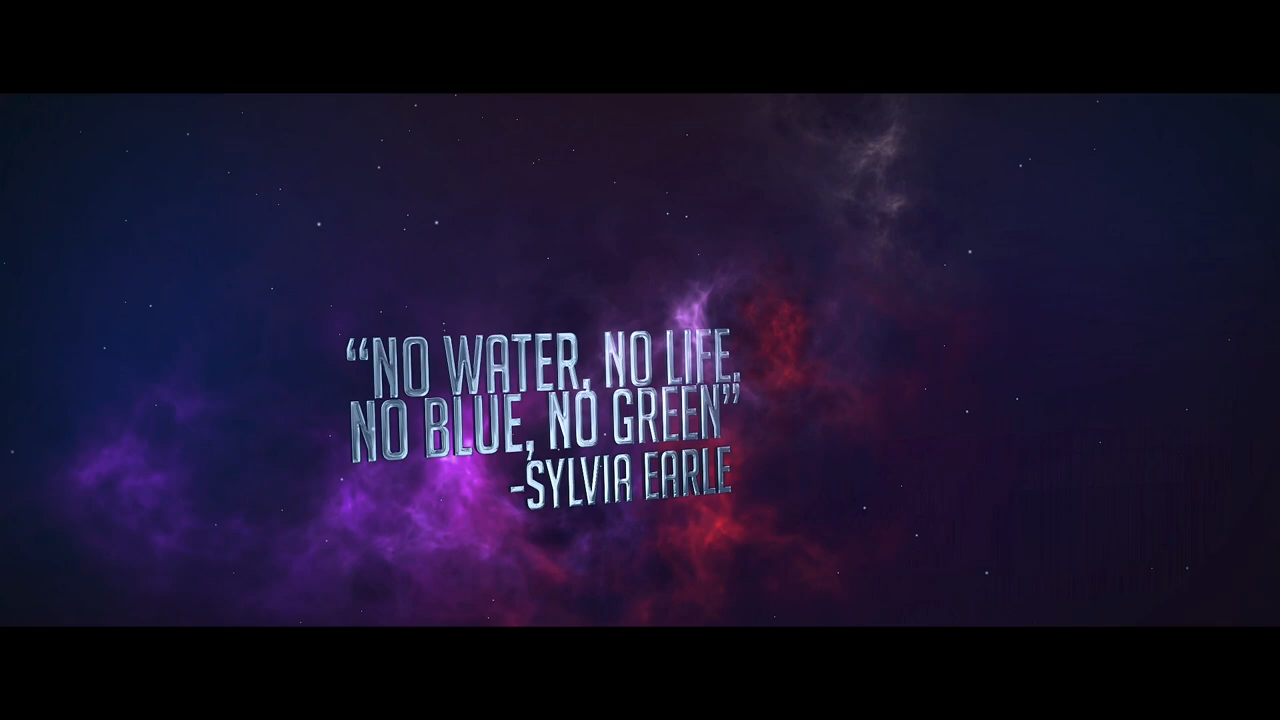 “NO WATER, NO LIFE.
NO BLUE, NO GREEN”
-SYLVIA EARLE